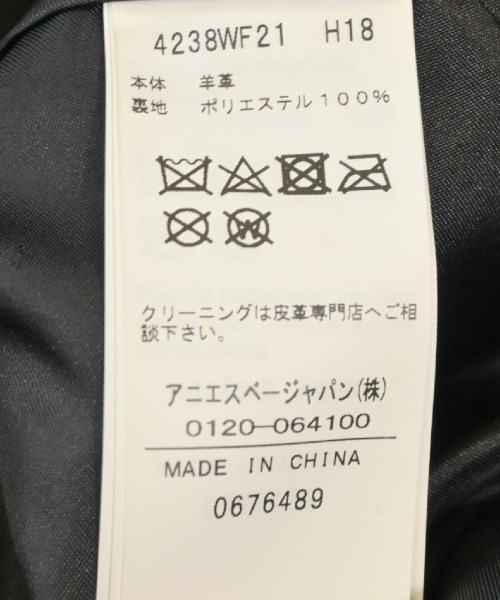 4238WF21 H18
本体 羊革
裏地 ポリエステル100%
W
クリーニングは皮革専門店へご相
談下さい。
アニエスベージャパン(株)
0120-064100
MADE IN CHINA
0676489